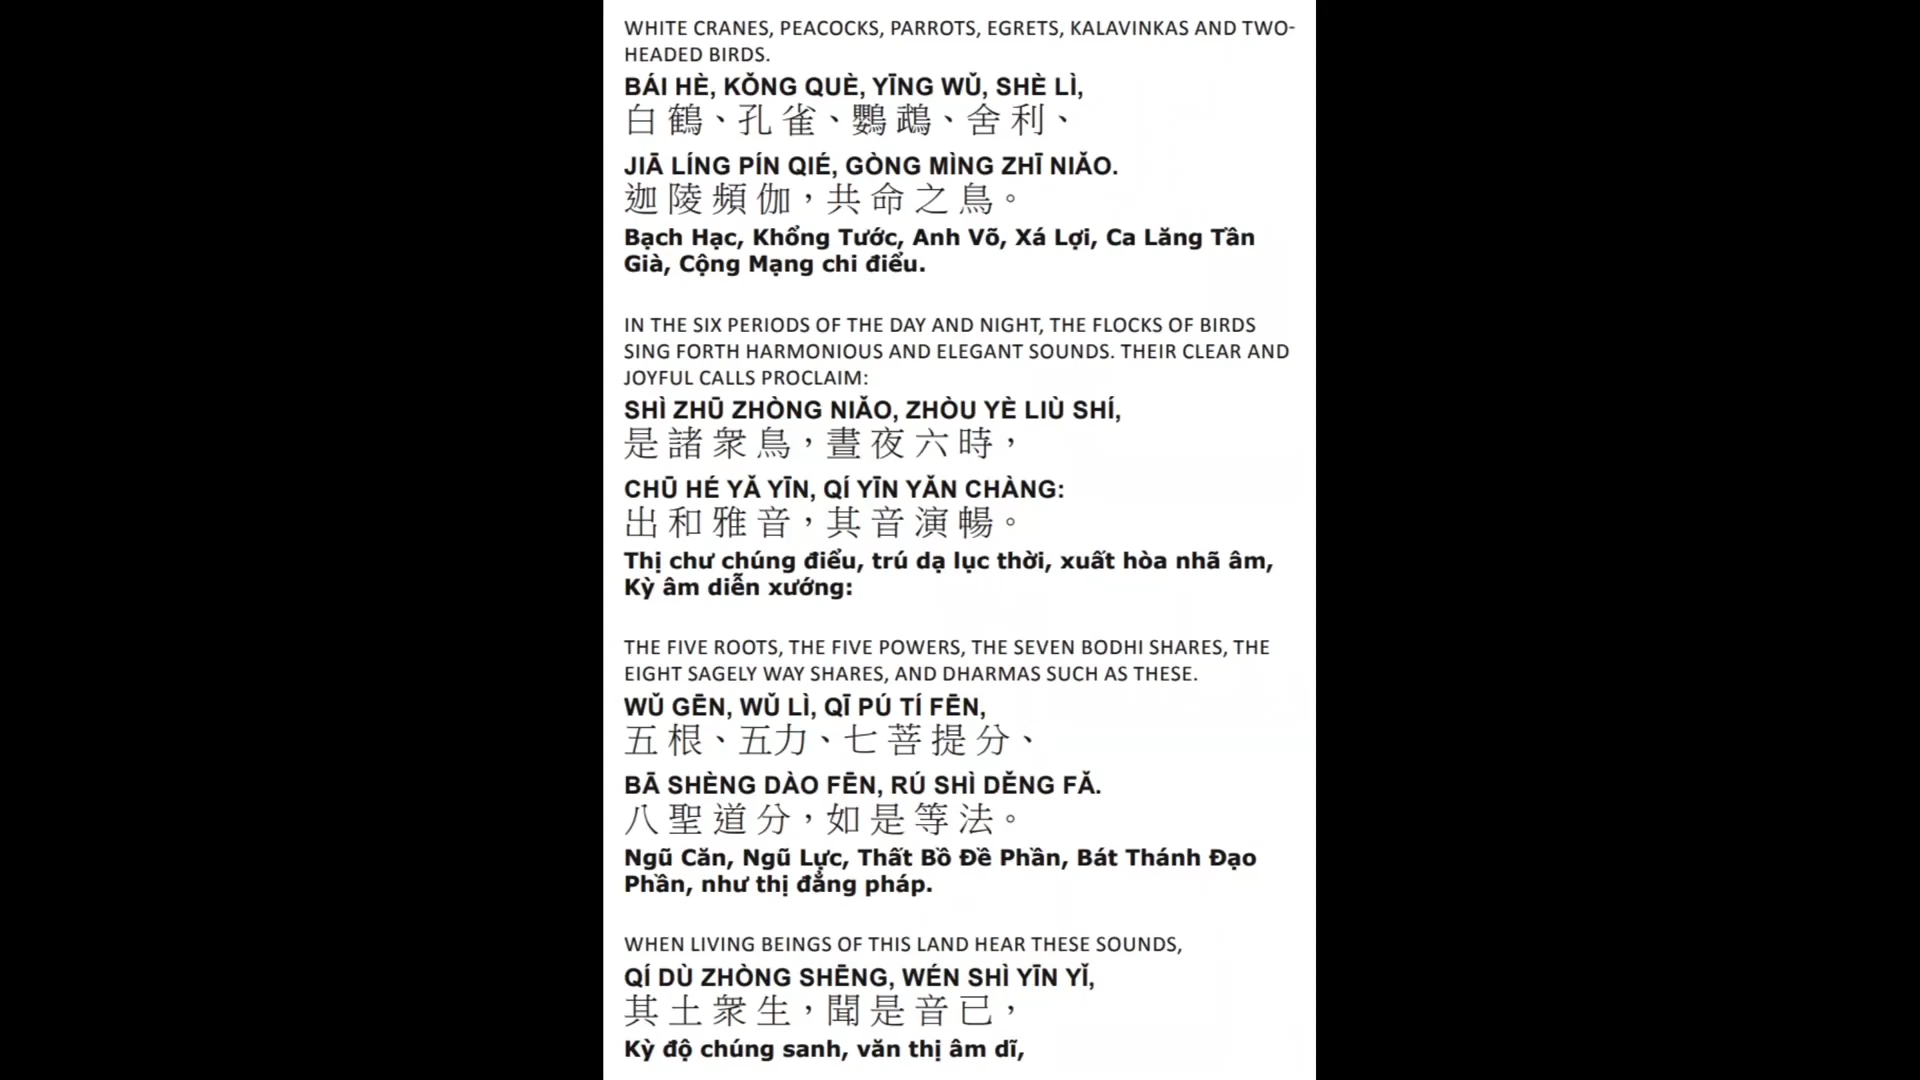 WHITE CRANES, PEACOCKS, PARROTS, EGRETS, KALAVINKAS AND TWO-
HEADED BIRDS.
BÁI HÈ, KǑNG QUÈ, YĪNG WǓ, SHÈ LÌ,
白鶴、孔雀、鸚鵡、舍利、
JIĀ LÍNG PÍN QIÉ, GÒNG MÌNG ZHĪ NIǍO.
迦陵頻伽，共命之鳥。
Bạch Hạc, Khổng Tước, Anh Võ, Xá Lợi, Ca Lăng Tần
Già, Cộng Mạng chi điểu.
IN THE SIX PERIODS OF THE DAY AND NIGHT, THE FLOCKS OF BIRDS
SING FORTH HARMONIOUS AND ELEGANT SOUNDS. THEIR CLEAR AND
JOYFUL CALLS PROCLAIM:
SHÌ ZHŪ ZHÒNG NIǍO, ZHÒU YÈ LIÙ SHÍ,
是諸衆鳥，晝夜六時，
CHŪ HÉ YǍ YĪN, QÍ YĪN YǍN CHÀNG:
出和雅音，其音演暢。
Thị chư chúng điểu, trú dạ lục thời, xuất hòa nhã âm,
Kỳ âm diễn xướng:
THE FIVE ROOTS, THE FIVE POWERS, THE SEVEN BODHI SHARES, THE
EIGHT SAGELY WAY SHARES, AND DHARMAS SUCH AS THESE.
WǓ GĒN, WǓ LÌ, QĪ PÚ TÍ FĒN,
五根、五力、七菩提分、
BĀ SHÈNG DÀO FĒN, RÚ SHÌ DĚNG FǍ.
八聖道分，如是等法。
Ngũ Căn, Ngũ Lực, Thất Bồ Đề Phần, Bát Thánh Đạo
Phần, như thị đẳng pháp.
WHEN LIVING BEINGS OF THIS LAND HEAR THESE SOUNDS,
QÍ DÙ ZHÒNG SHĒNG, WÉN SHÌ YĪN YǏ,
其土衆生，聞是音已，
Kỳ độ chúng sanh, văn thị âm dĩ,